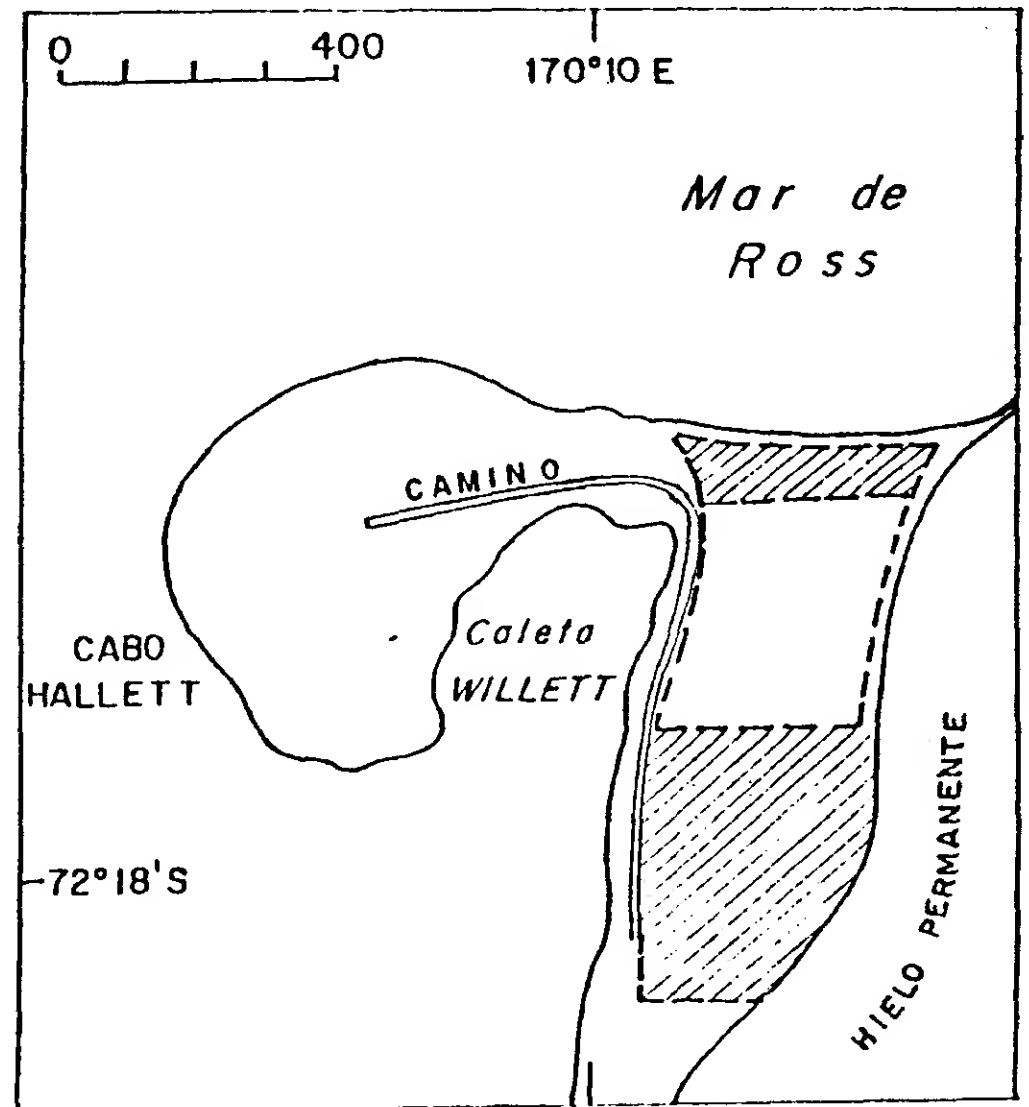 0 400
170°10 E
Mar de
Ross
CAMINO
CABO
HALLETT
Caleta
WILLETT
72°18'S
HIELO PERMANENTE